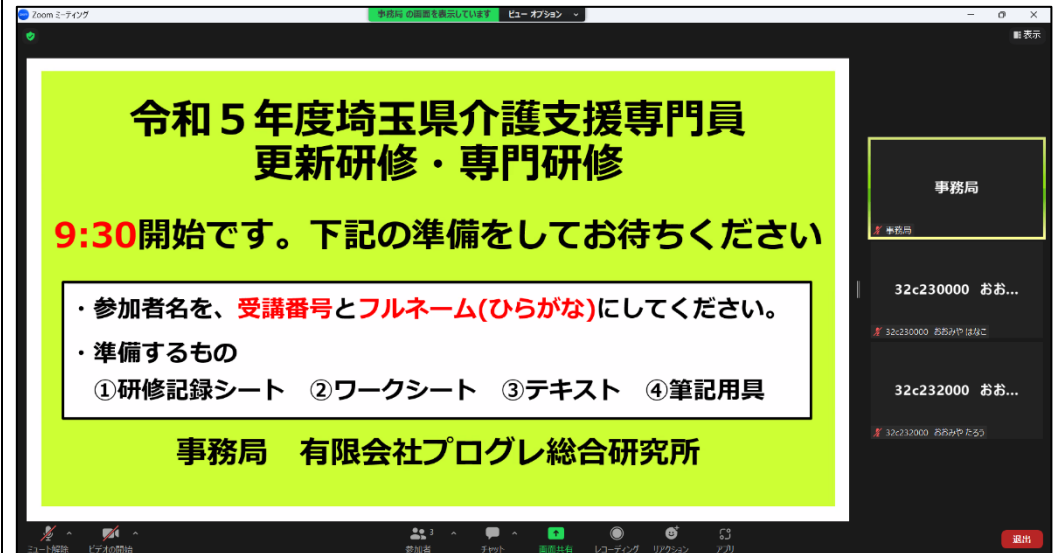 Zoom ミーティング
事務局 の画面を表示しています
ビュー オプション
表示
令和５年度埼玉県介護支援専門員
更新研修・専門研修
9:30開始です。下記の準備をしてお待ちください
・参加者名を、受講番号とフルネーム(ひらがな)にしてください。
・準備するもの
①研修記録シート ②ワークシート ③テキスト ④筆記用具
事務局 有限会社プログレ総合研究所
事務局
事務局
32c230000 おお...
32c230000 おおみや はなこ
32c232000 おお...
32c232000 おおみや たろう
ミュート解除
ビデオの開始
3
参加者
チャット
画面共有
レコーディング
リアクション
アプリ
退出